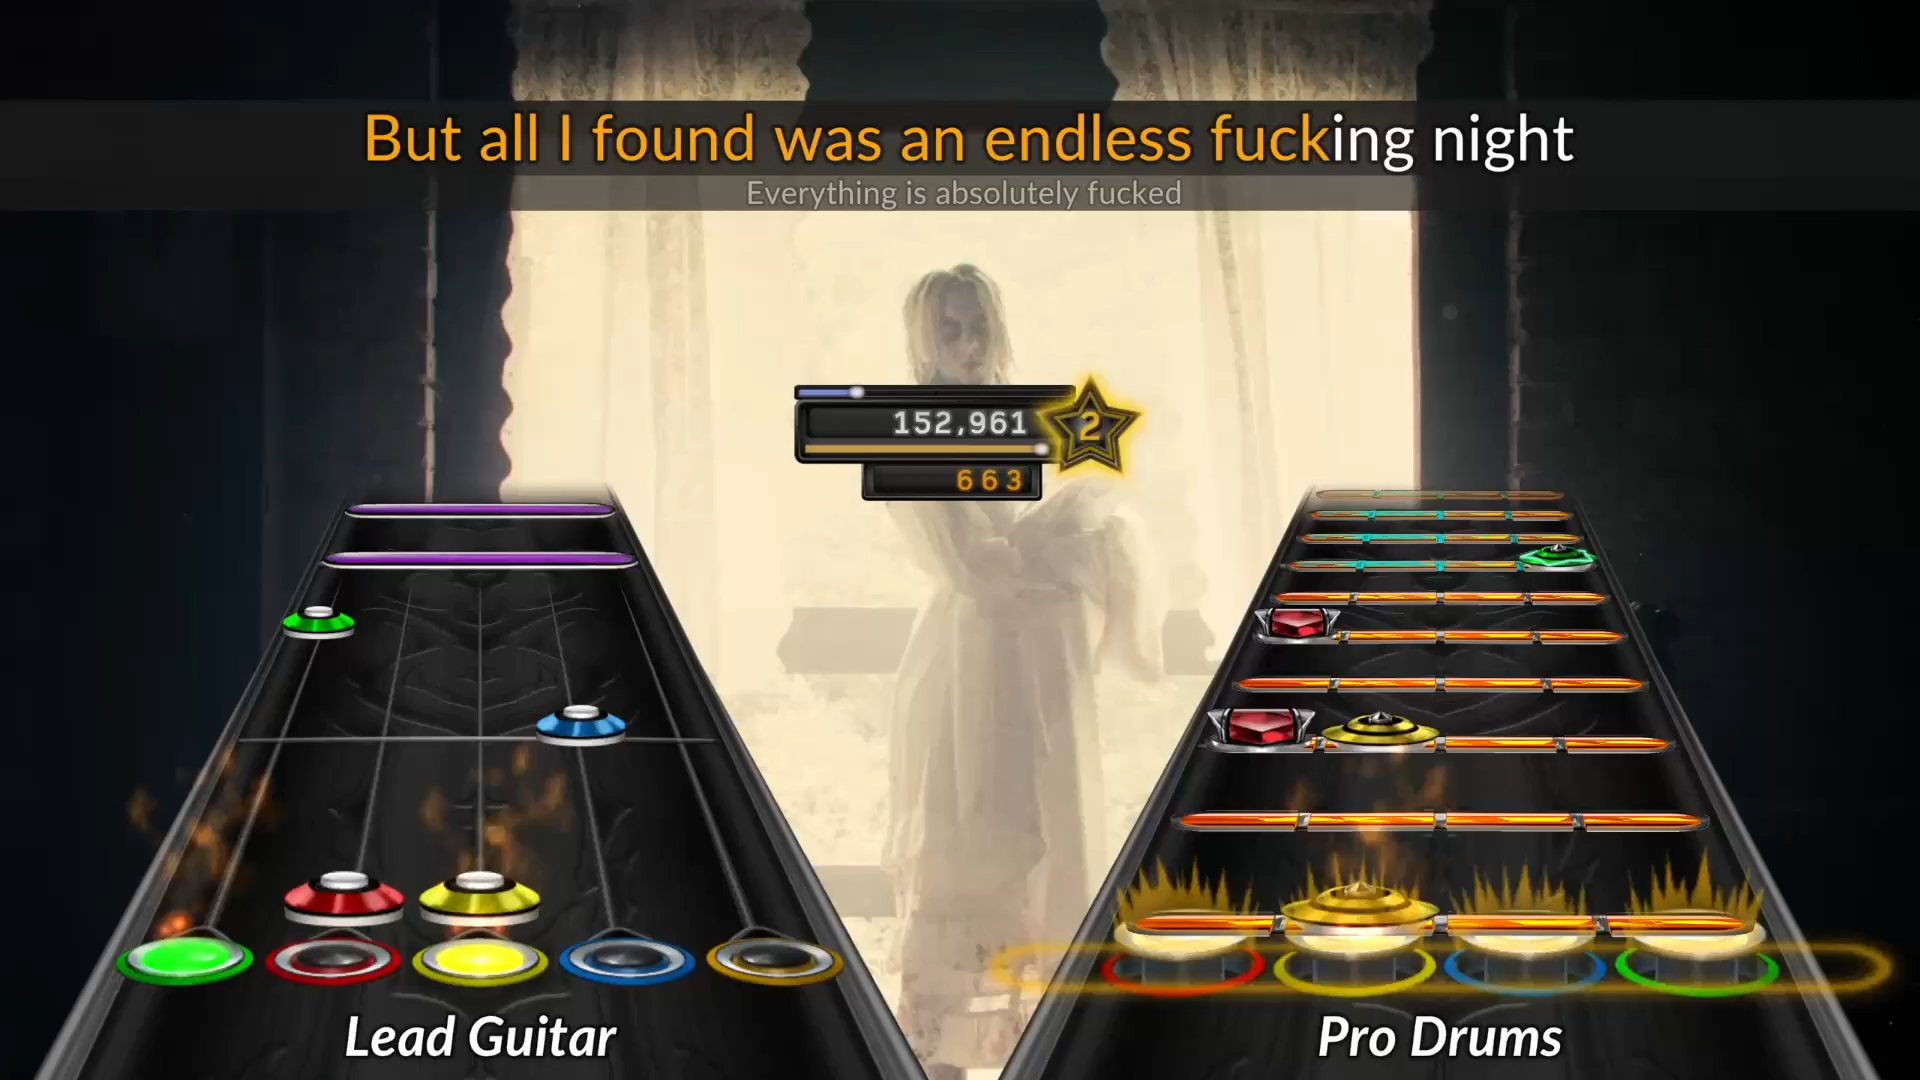 But all I found was an endless fucking night
Everything is absolutely fucked
152,961
2
663
Lead Guitar
Pro Drums